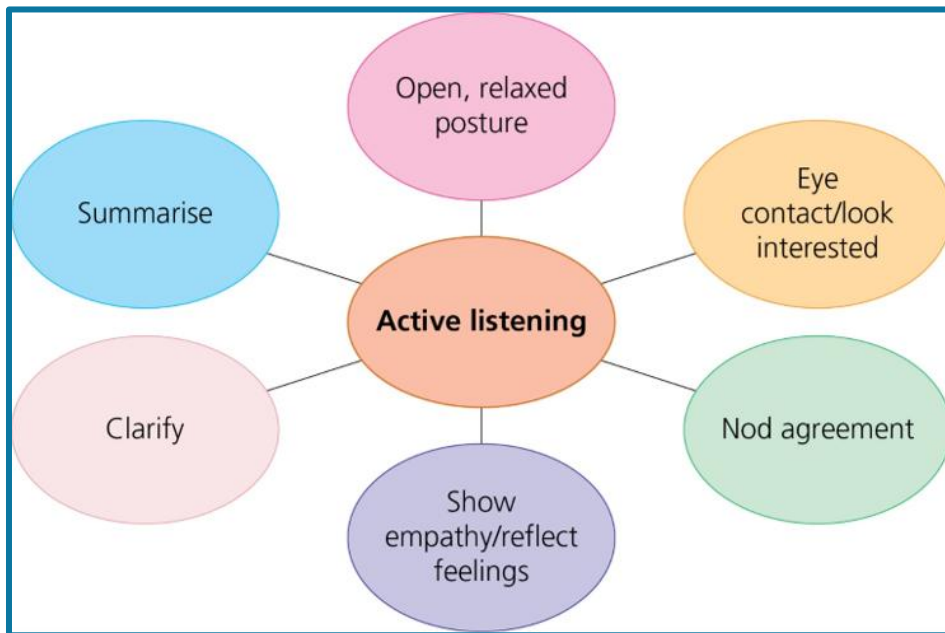 Open, relaxed
posture
Summarise
Eye
contact/look
interested
Active listening
Clarify
Nod agreement
Show
empathy/reflect
feelings